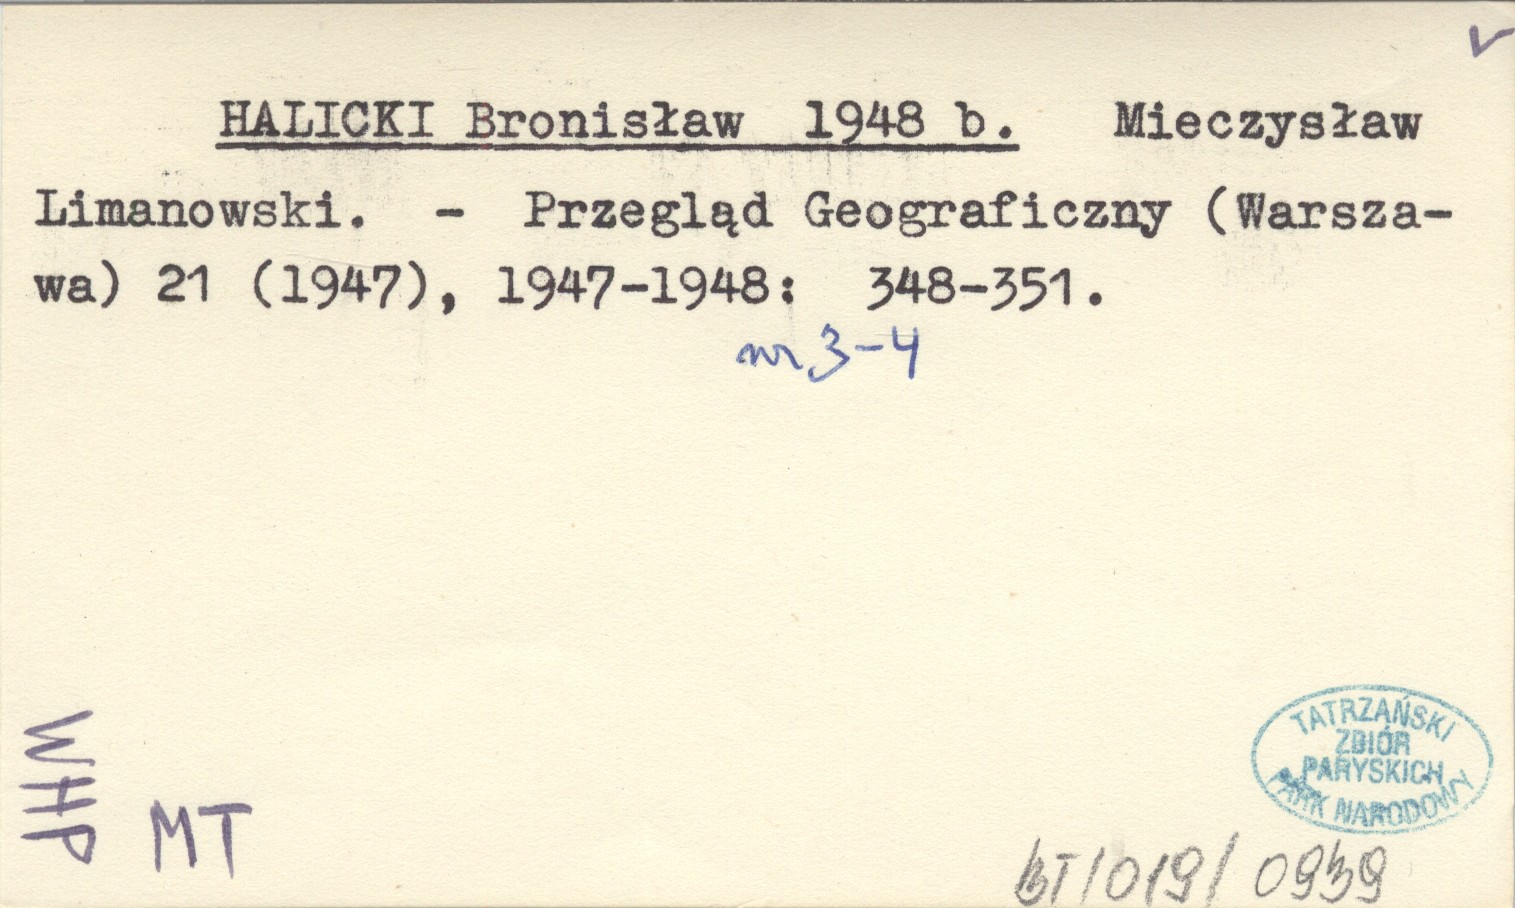 ✓
HALICKI Bronisław 1948 b. Mieczysław
Limanowski. - Przegląd Geograficzny (Warsza-
wa) 21 (1947), 1947-1948: 348-351.
nr 3-4
WHP
MT
TATRZAŃSKI
ZBIÓR
PARYSKICH
PARK NARODOWY
BT/019/0939